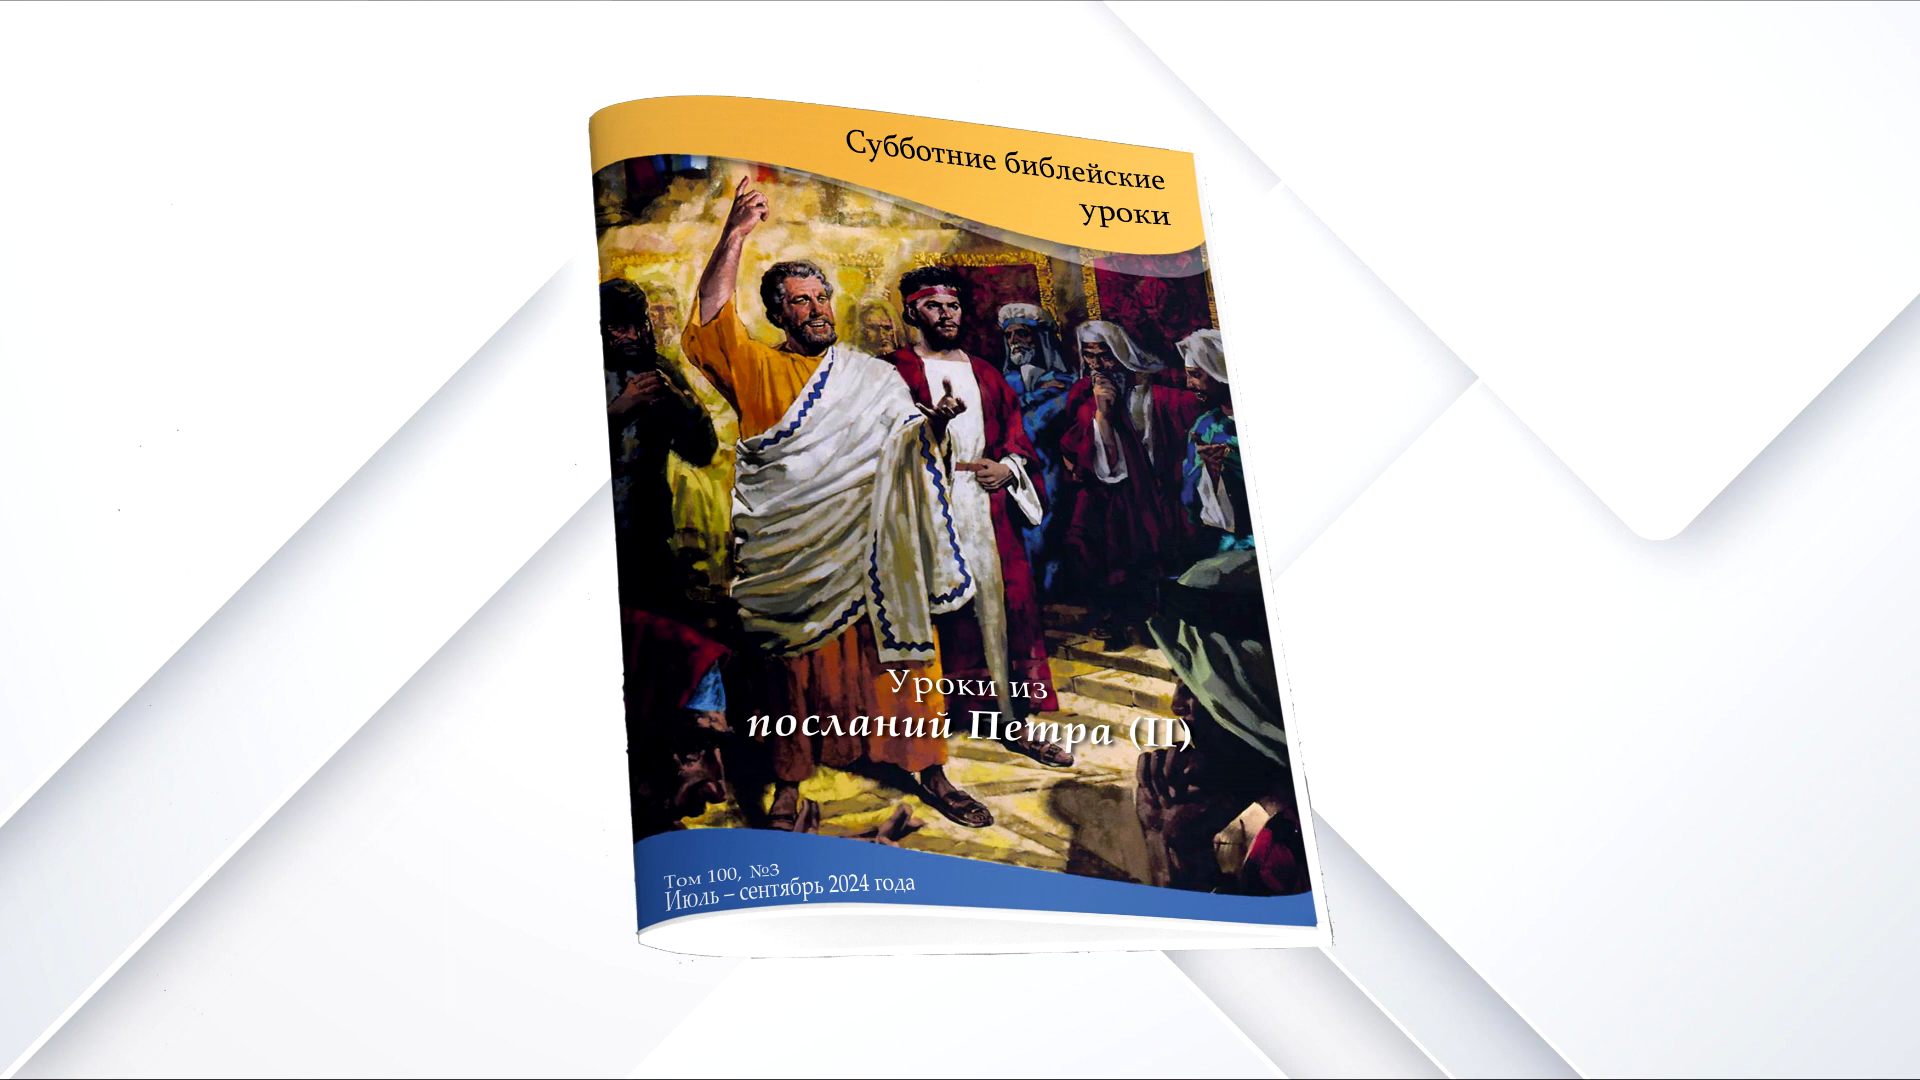 Субботние библейские
уроки
Уроки из
посланий Петра (II)
Том 100, №3
Июль – сентябрь 2024 года